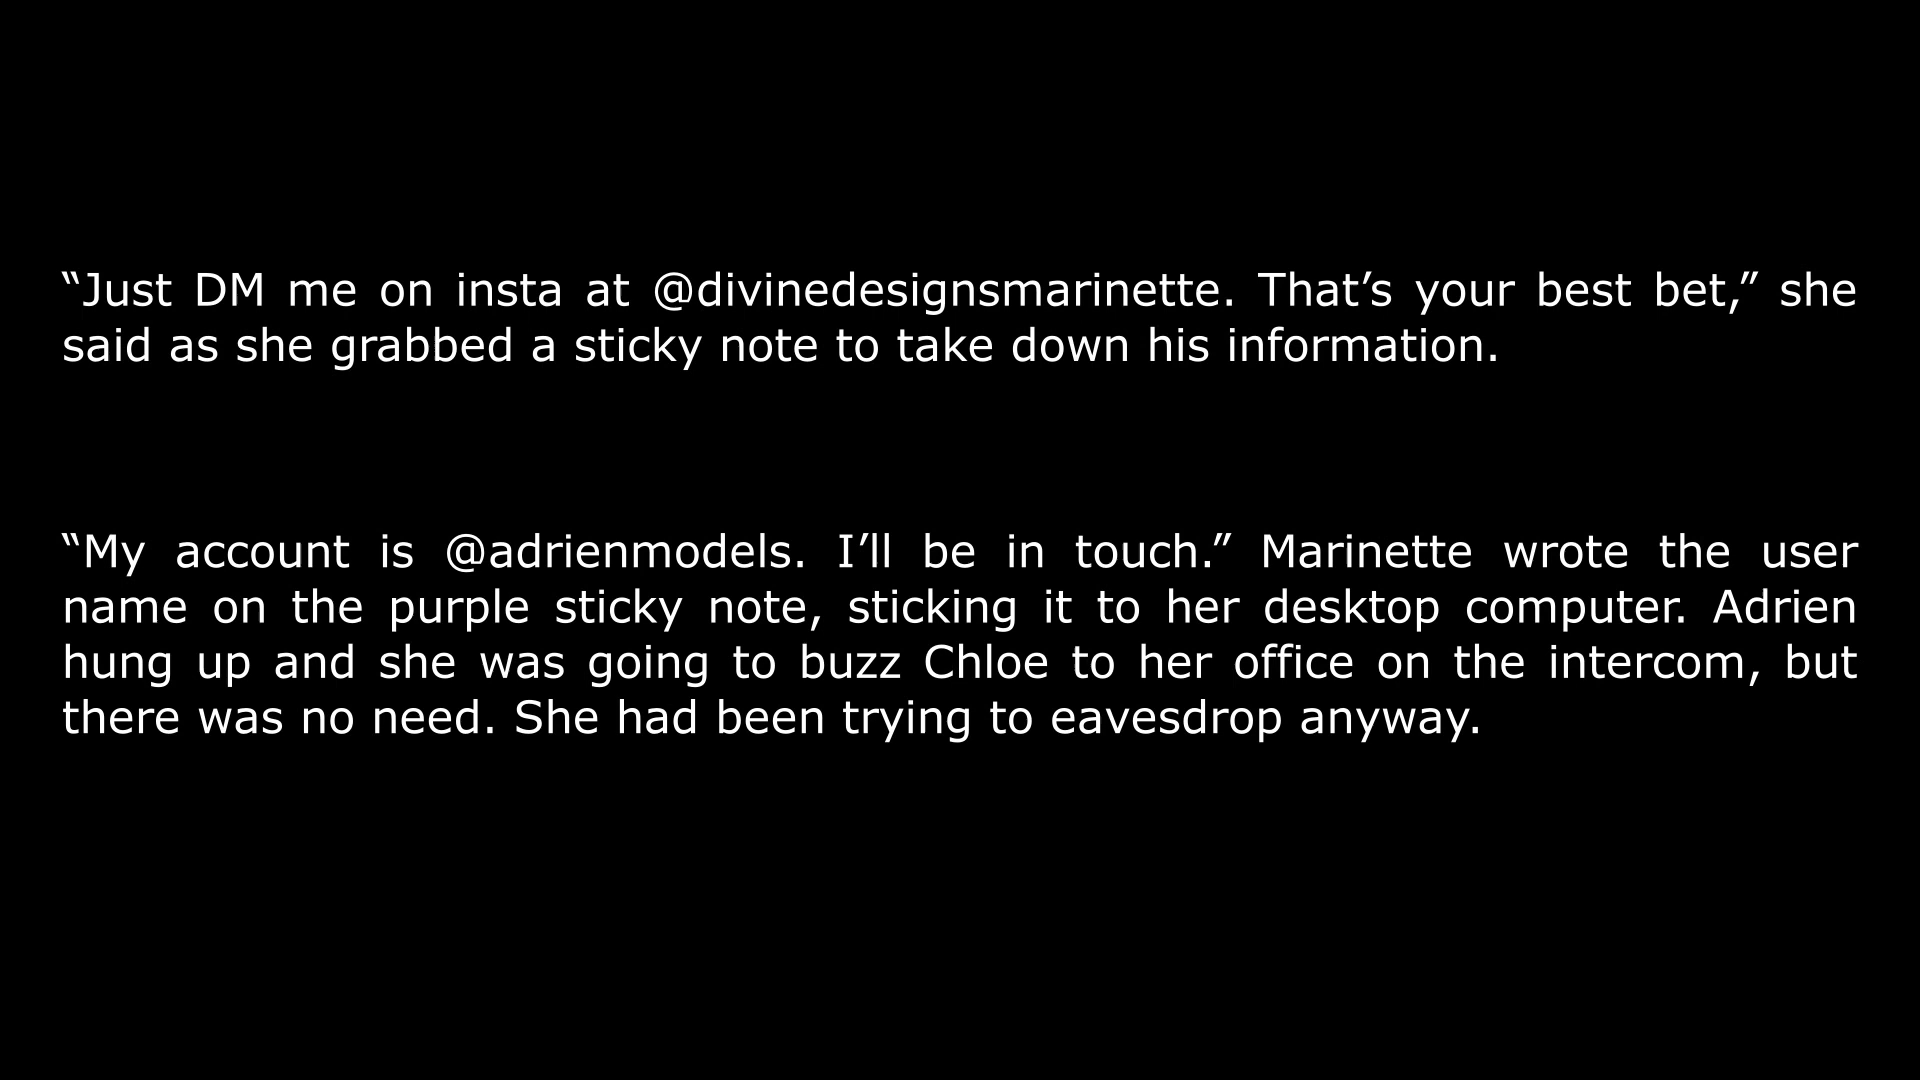 “Just DM me on insta at @divinedesignsmarinette. That’s your best bet,” she
said as she grabbed a sticky note to take down his information.
“My account is @adrienmodels. I’ll be in touch.” Marinette wrote the user
name on the purple sticky note, sticking it to her desktop computer. Adrien
hung up and she was going to buzz Chloe to her office on the intercom, but
there was no need. She had been trying to eavesdrop anyway.